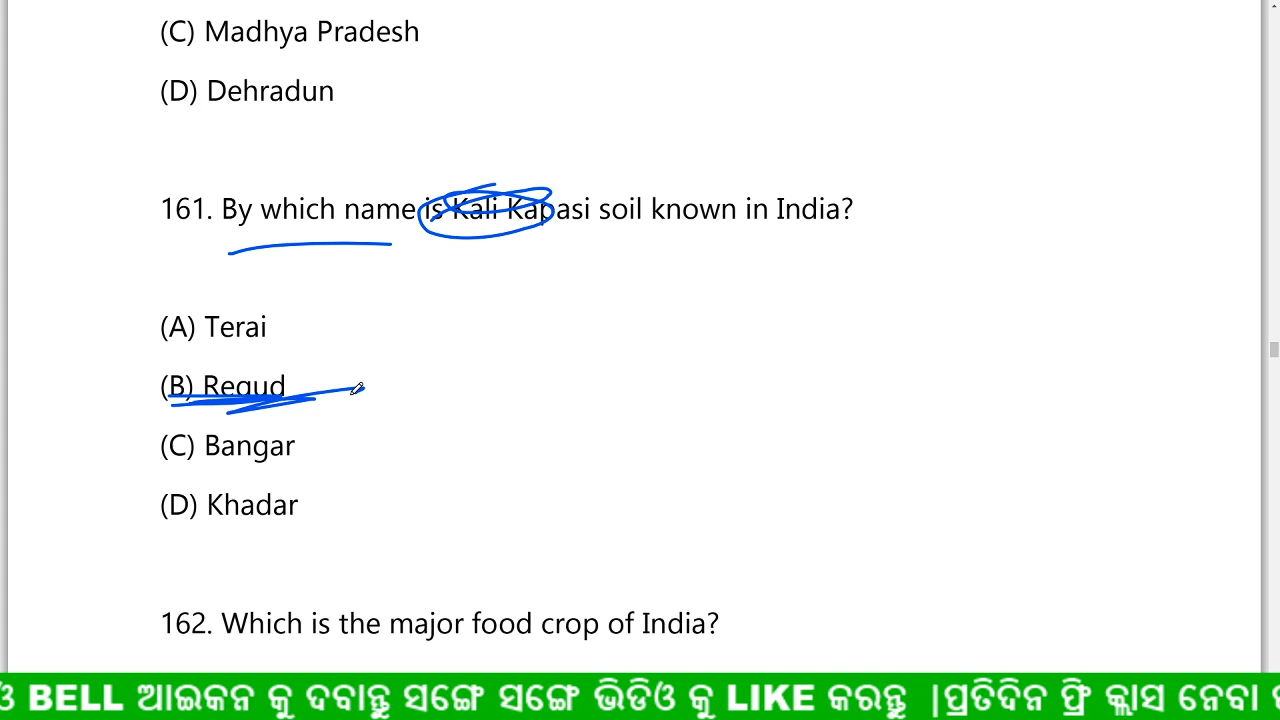 (C) Madhya Pradesh
(D) Dehradun
161. By which name is Kali Kapasi soil known in India?
(A) Terai
(B) Regud
(C) Bangar
(D) Khadar
162. Which is the major food crop of India?
BELL ଆଇକନ କୁ ଦବାନ୍ତୁ ସଙ୍ଗେ ସଙ୍ଗେ ଭିଡିଓ କୁ LIKE କରନ୍ତୁ |ପ୍ରତିଦିନ ଫ୍ରି କ୍ଲାସ ନେବା